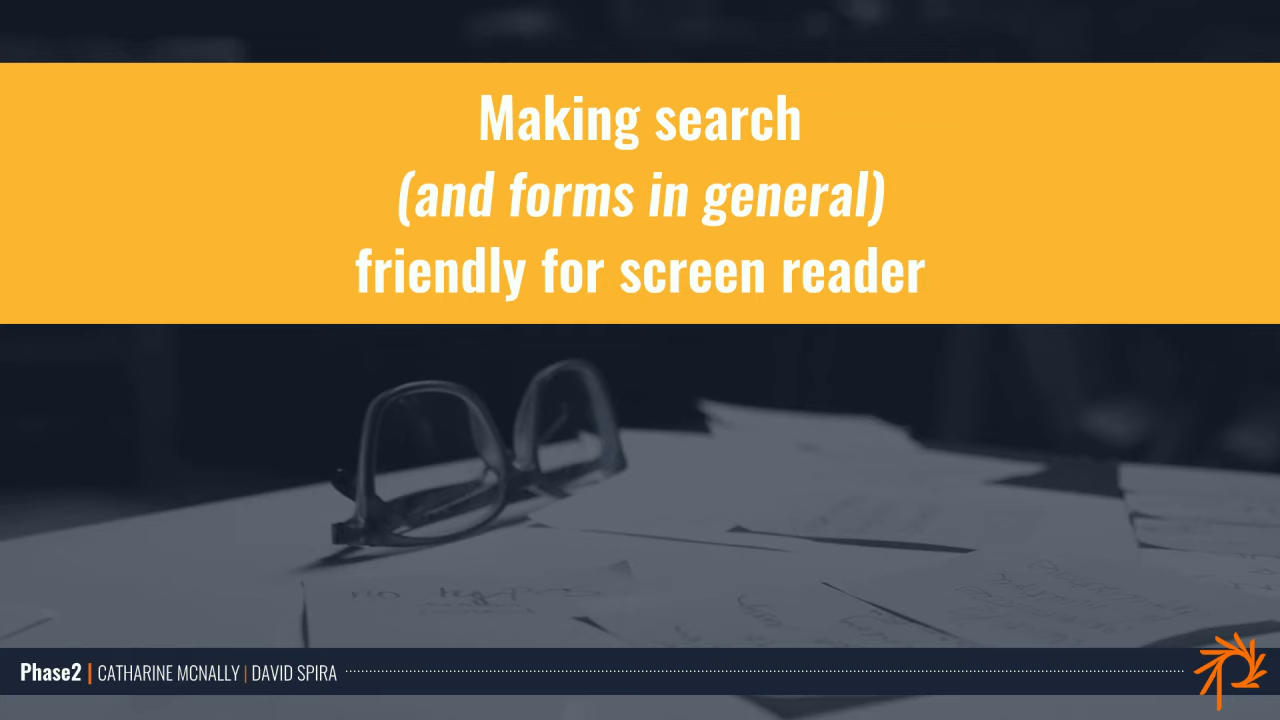 Making search
(and forms in general)
friendly for screen reader
Phase2 | CATHARINE MCNALLY | DAVID SPIRA